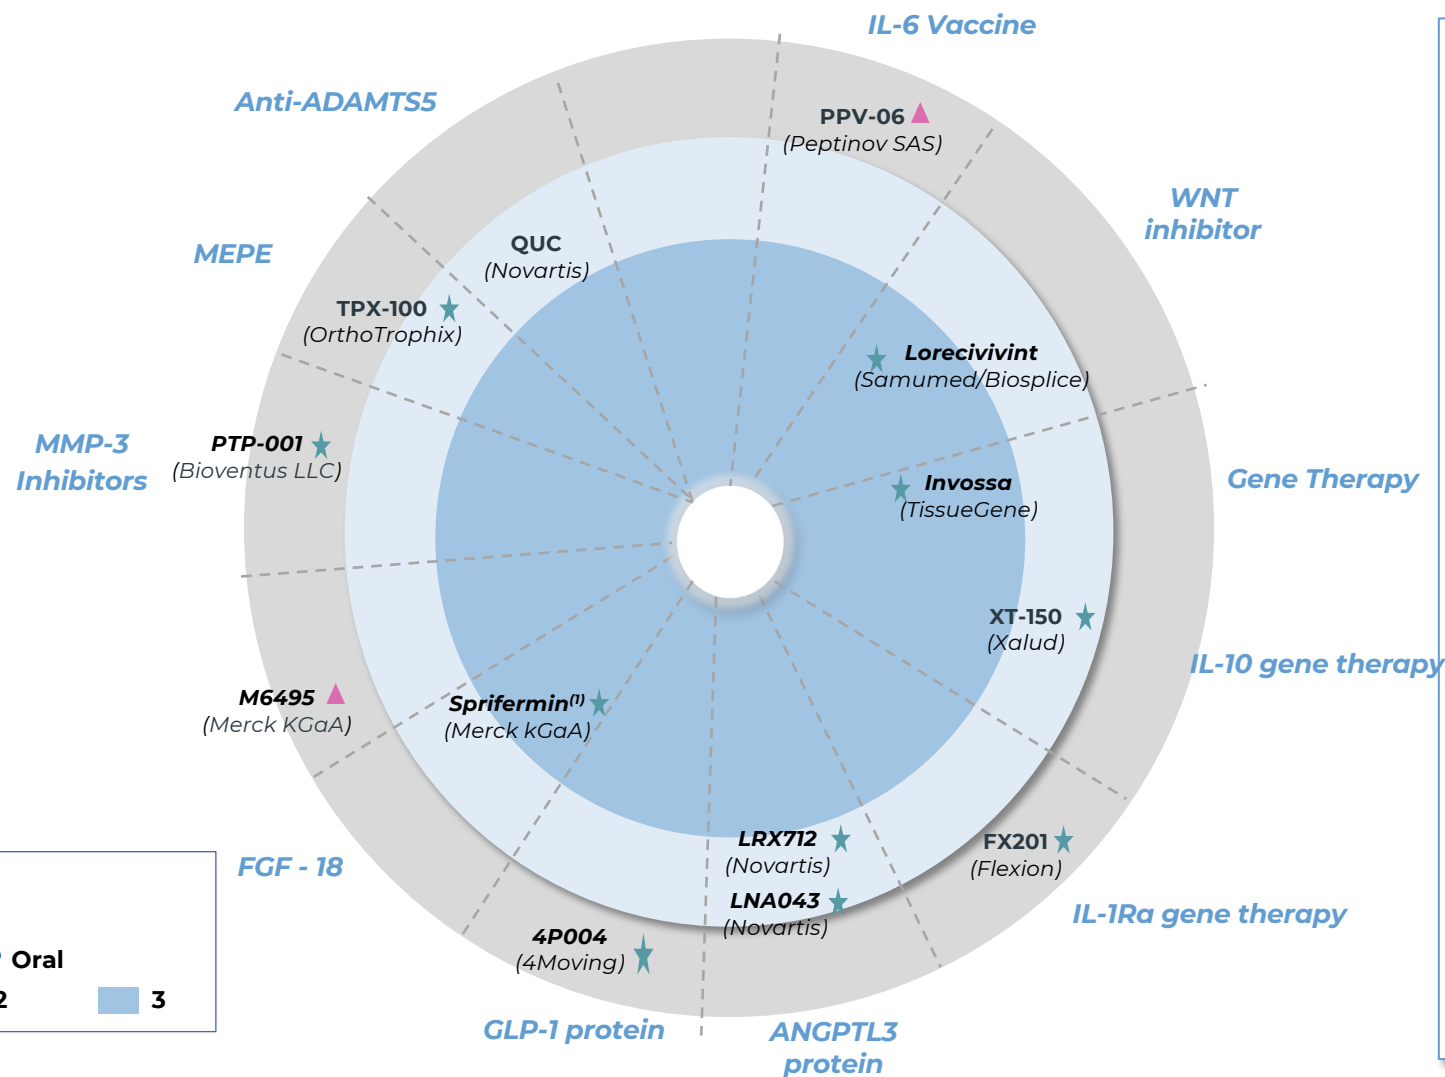 IL-6 Vaccine
Anti-ADAMTS5
PPV-06
(Peptinov SAS)
WNT
inhibitor
MEPE
QUC
(Novartis)
TPX-100
(OrthoTrophix)
Lorecivivint
(Samumed/Biosplice)
MMP-3
Inhibitors
PTP-001
(Bioventus LLC)
Gene Therapy
Invossa
(TissueGene)
XT-150
(Xalud)
IL-10 gene therapy
M6495
(Merck KGaA)
Sprifermin(1)
(Merck kGaA)
LRX712
(Novartis)
FX201
(Flexion)
FGF - 18
LNA043
(Novartis)
IL-1Ra gene therapy
4P004
(4Moving)
Oral
2
3
GLP-1 protein
ANGPTL3
protein